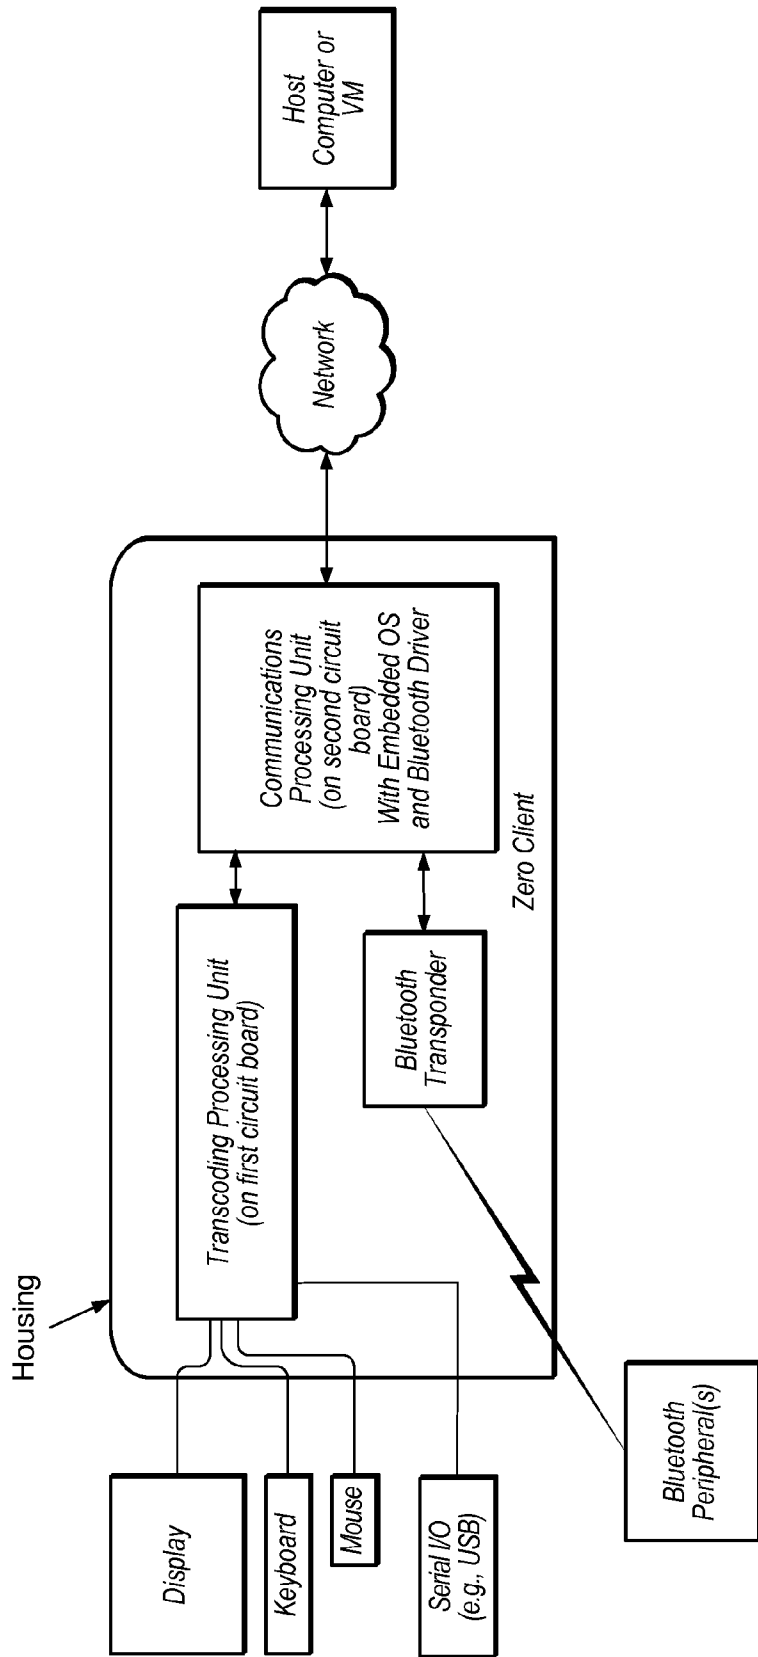 Housing
Display
Keyboard
Mouse
Serial I/O
(e.g., USB)
Bluetooth
Peripheral(s)
Transcoding Processing Unit
(on first circuit board)
Bluetooth
Transponder
Communications
Processing Unit
(on second circuit
board)
With Embedded OS
and Bluetooth Driver
Zero Client
Network
Host
Computer or
VM